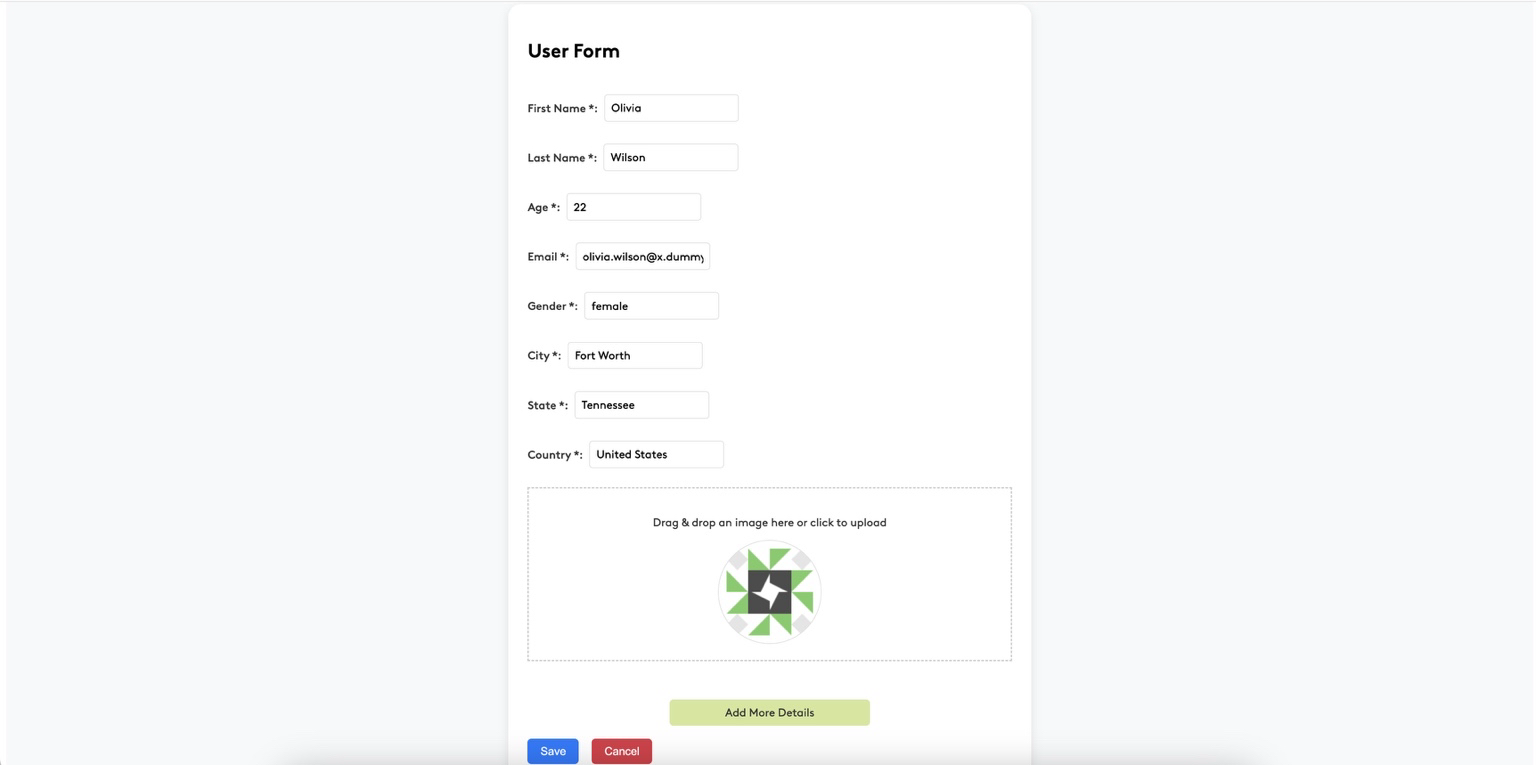 User Form
First Name *: Olivia
Last Name *: Wilson
Age *: 22
Email *: olivia.wilson@x.dummy
Gender *: female
City *: Fort Worth
State *: Tennessee
Country *: United States
Drag & drop an image here or click to upload
Add More Details
Save Cancel